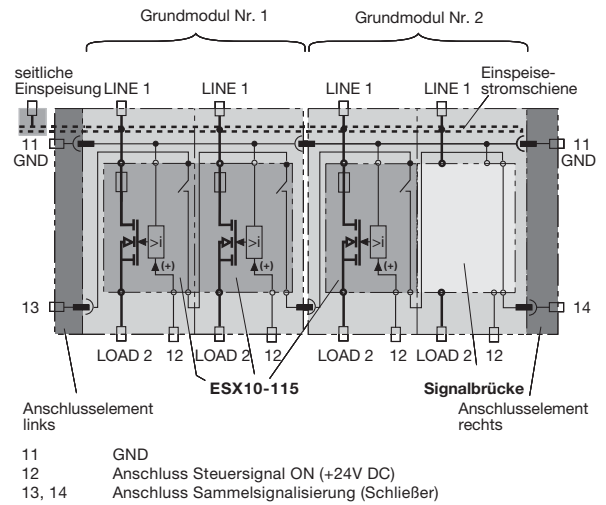 Grundmodul Nr. 1 Grundmodul Nr. 2
seitliche
Einspeisung LINE 1 LINE 1 LINE 1 LINE 1 Einspeise-
stromschiene
11 11
GND GND
>i >i >i
(+) (+) (+)
13 14
LOAD 2 12 LOAD 2 12 LOAD 2 12 LOAD 2 12
ESX10-115 Signalbrücke
Anschlusselement Anschlusselement
links rechts
11 GND
12 Anschluss Steuersignal ON (+24V DC)
13, 14 Anschluss Sammelsignalisierung (Schließer)